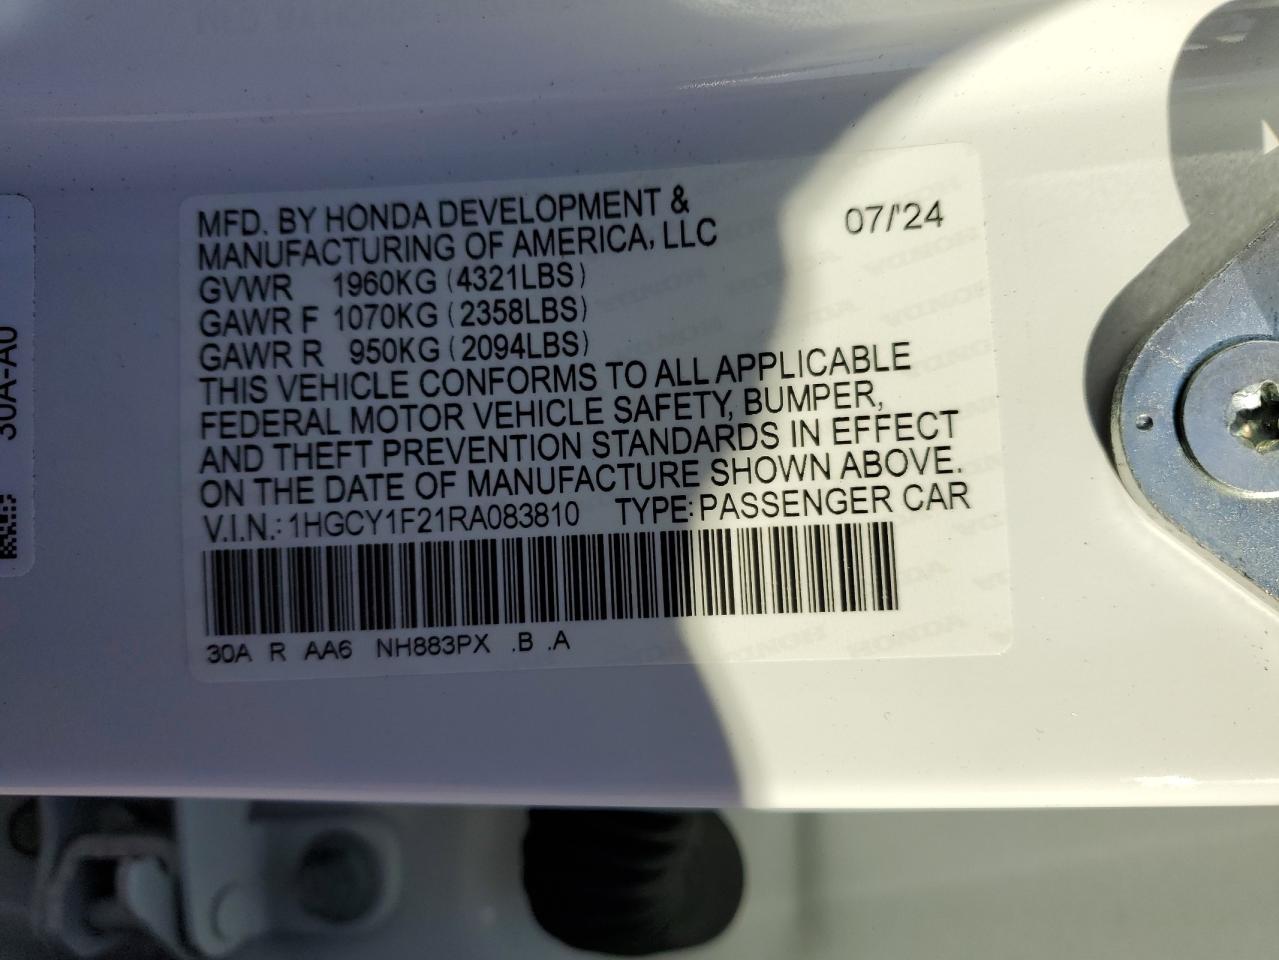 MFD. BY HONDA DEVELOPMENT &
MANUFACTURING OF AMERICA, LLC
07/'24
GVWR 1960KG (4321LBS)
GAWR F 1070KG (2358LBS)
GAWR R 950KG (2094LBS)
THIS VEHICLE CONFORMS TO ALL APPLICABLE
FEDERAL MOTOR VEHICLE SAFETY, BUMPER,
AND THEFT PREVENTION STANDARDS IN EFFECT
ON THE DATE OF MANUFACTURE SHOWN ABOVE.
V.I.N.: 1HGCY1F21RA083810 TYPE: PASSENGER CAR
30A R AA6 NH883PX .B .A
30A-A0